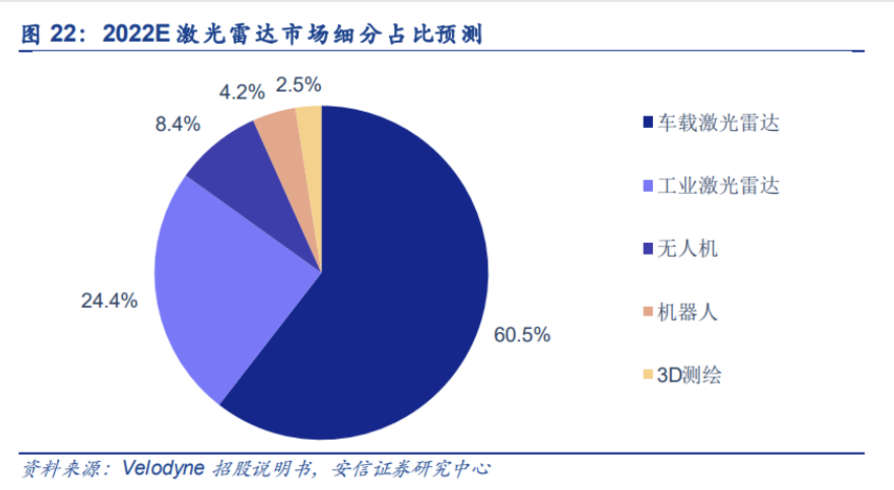 图 22：2022E 激光雷达市场细分占比预测
2.5%
4.2%
8.4%
24.4%
60.5%
车载激光雷达
工业激光雷达
无人机
机器人
3D测绘
资料来源：Velodyne 招股说明书，安信证券研究中心